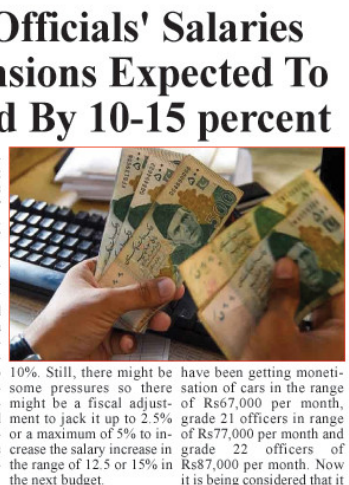 Officials' Salaries
nsions Expected To
d By 10-15 percent
10%. Still, there might be
some pressures so there
might be a fiscal adjust-
ment to jack it up to 2.5%
or a maximum of 5% to in-
crease the salary increase in
the range of 12.5 or 15% in
the next budget.
have been getting moneti-
sation of cars in the range
of Rs67,000 per month,
grade 21 officers in range
of Rs77,000 per month and
grade 22 officers of
Rs87,000 per month. Now
it is being considered that it